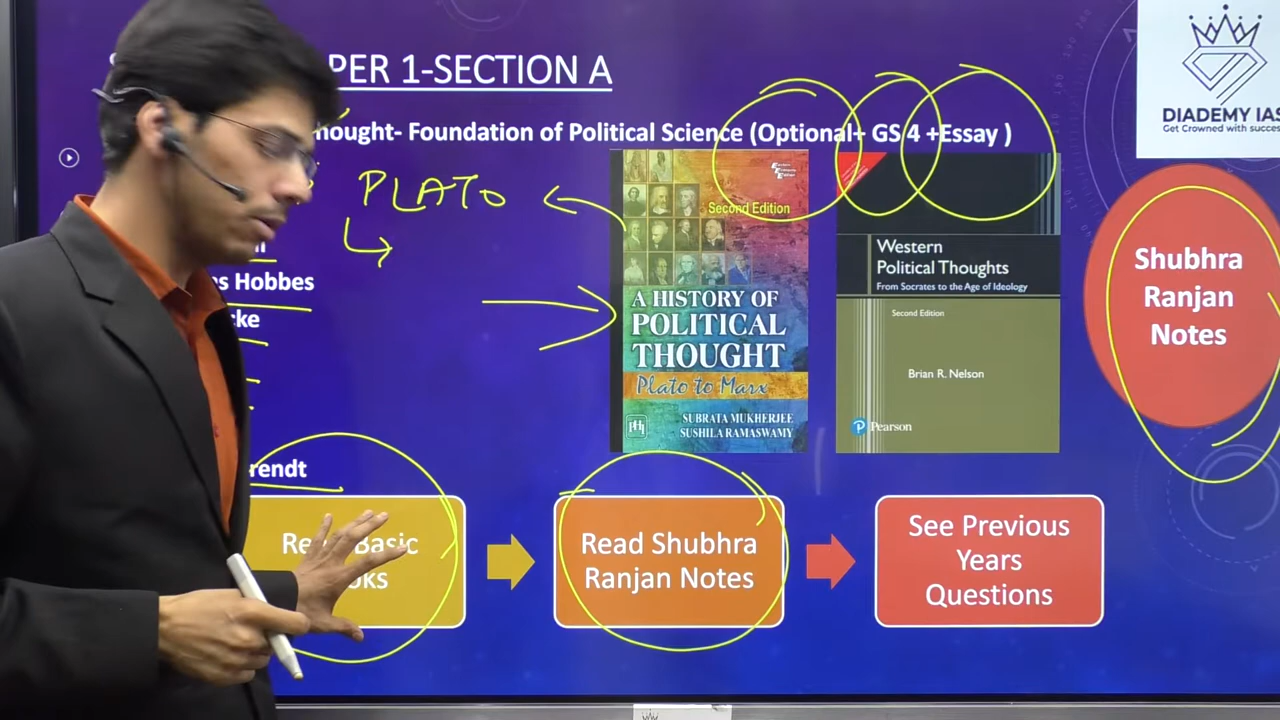 PER 1-SECTION A
hought- Foundation of Political Science (Optional+ GS 4 +Essay )
PLATO
Hobbes
Second Edition
A HISTORY OF
POLITICAL
THOUGHT
Plato to Marx
SUBRATA MUKHERJEE
SUSHILA RAMASWAMY
PHI
Western
Political Thoughts
From Socrates to the Age of Ideology
Second Edition
Brian R. Nelson
Pearson
DIADEMY IAS
Get Crowned with success
Shubhra
Ranjan
Notes
rendt
Basic
Read Shubhra
Ranjan Notes
See Previous
Years
Questions